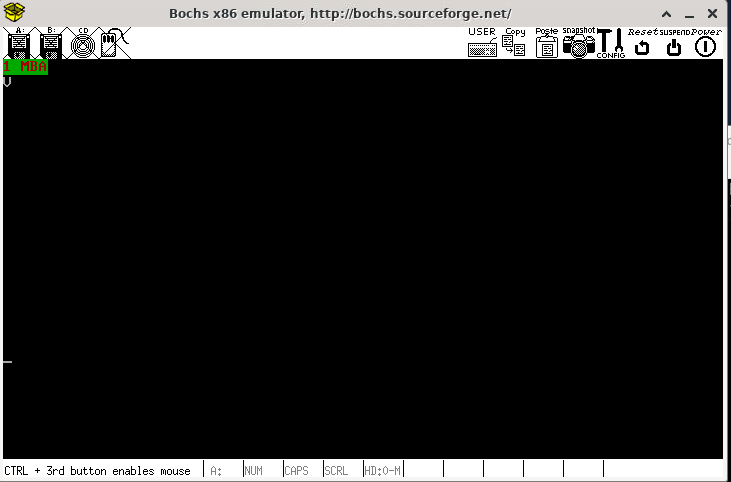 Bochs x86 emulator, http://bochs.sourceforge.net/
A: B: CD USER Copy Paste snapshot CONFIG Reset SUSPEND Power
1 MBA
U
CTRL + 3rd button enables mouse A: NUM CAPS SCRL HD:0-M